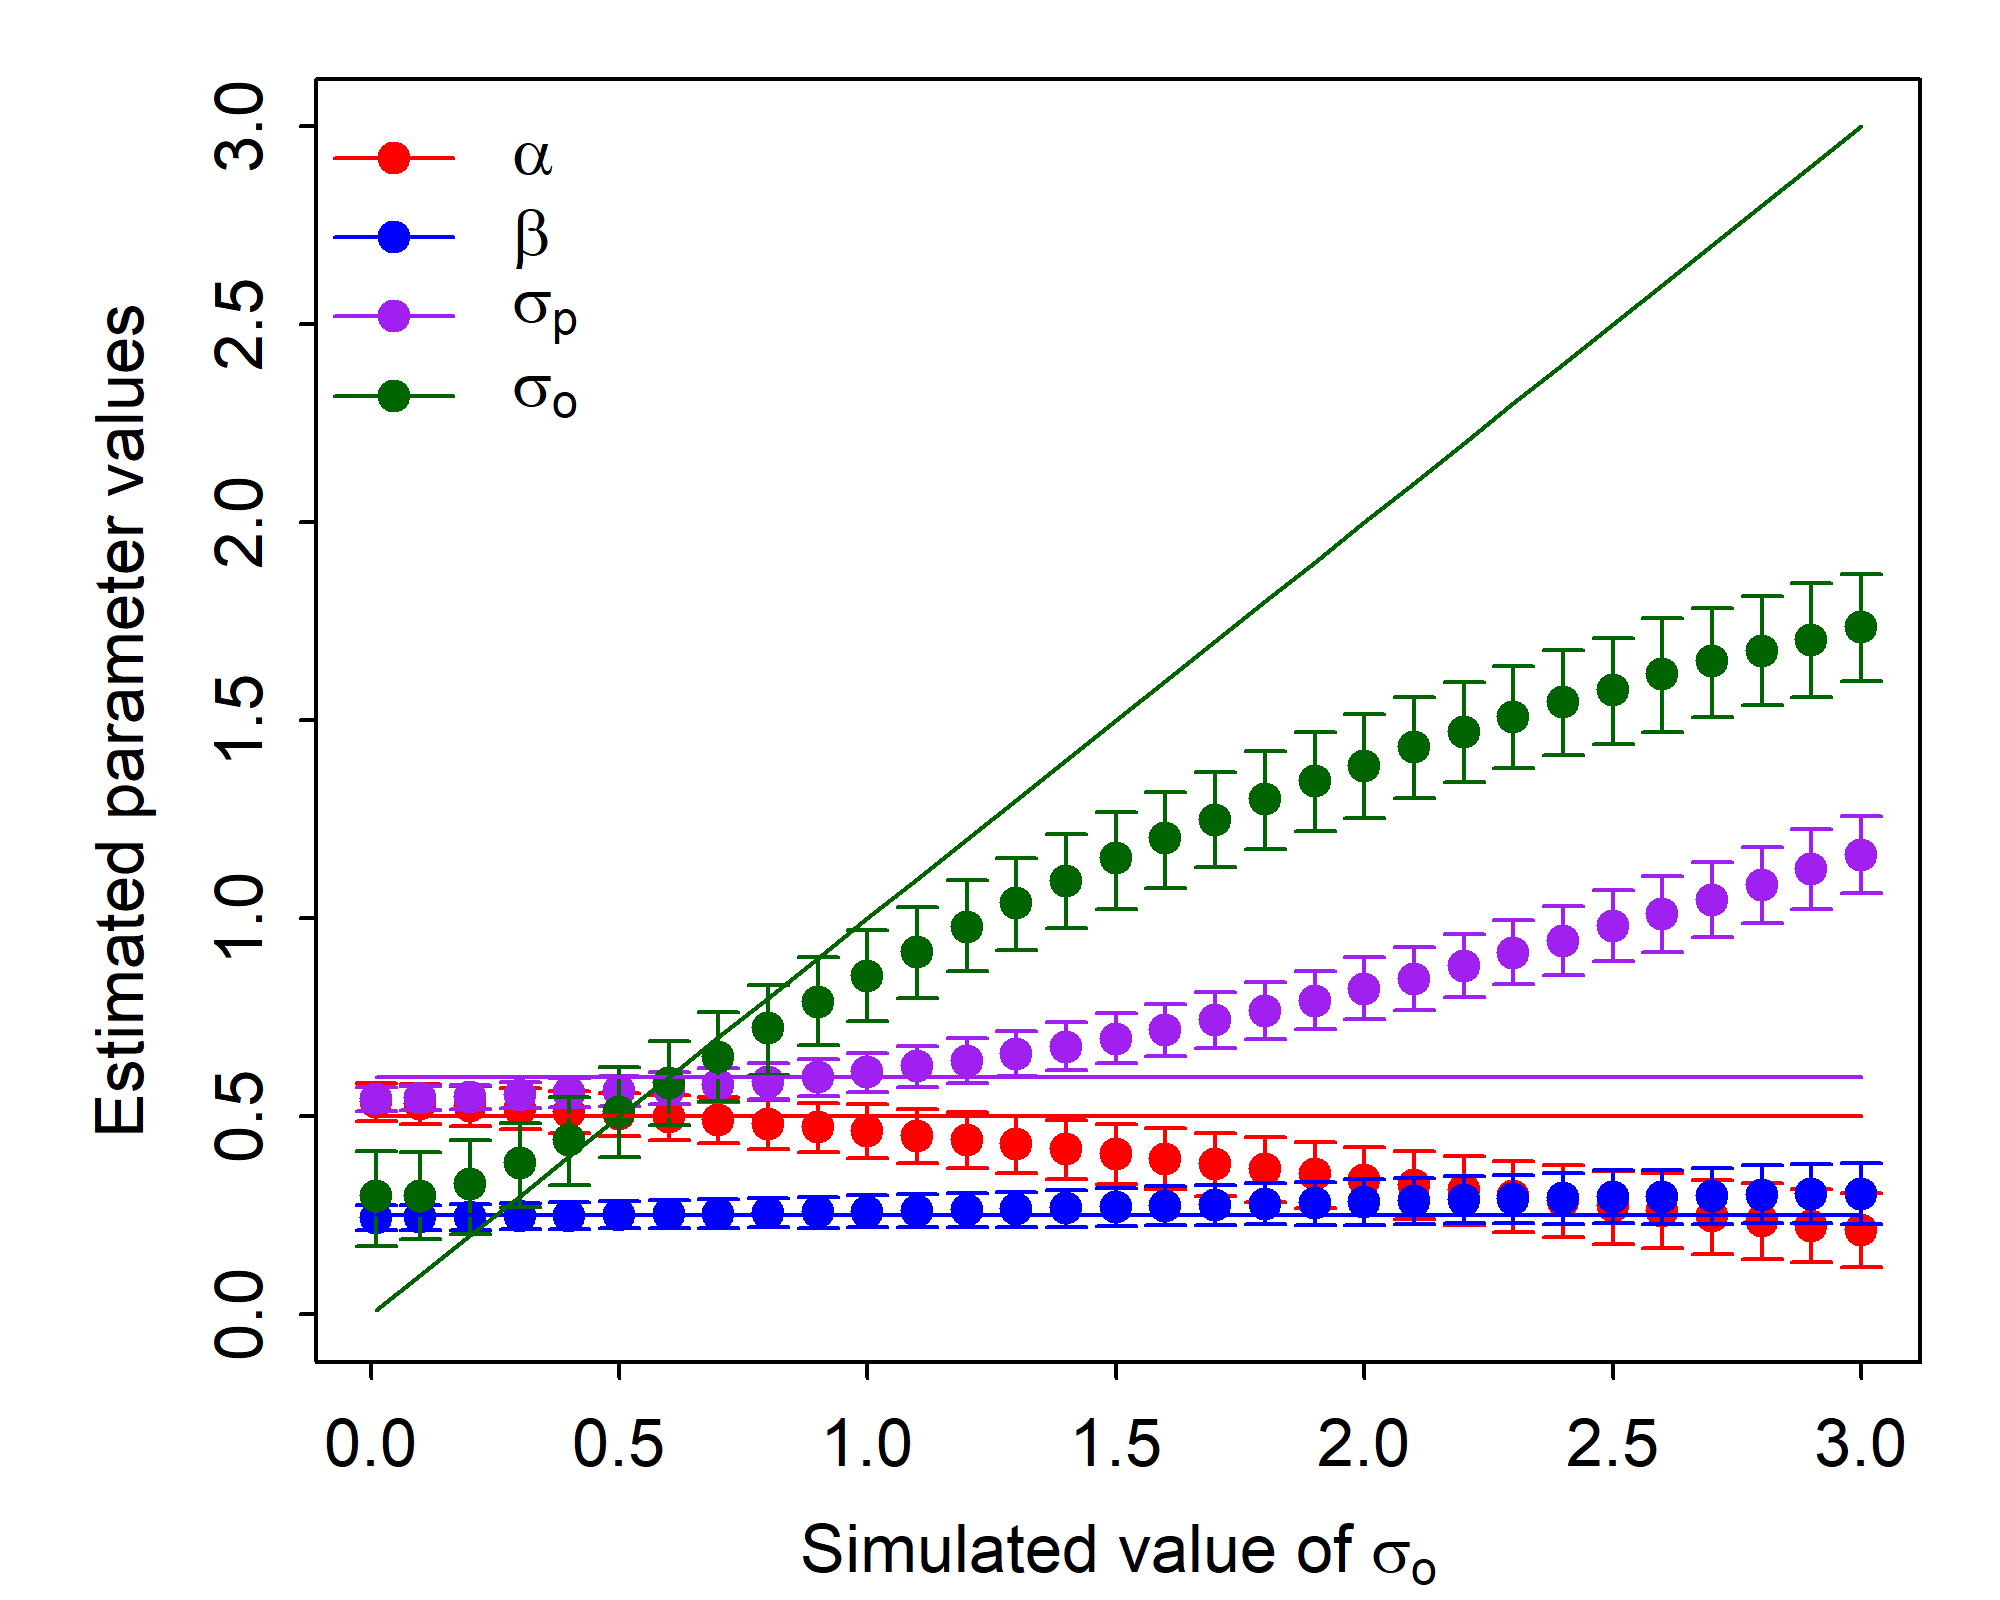 Estimated parameter values
3.0
2.5
2.0
1.5
1.0
0.5
0.0
α
β
σp
σo
0.0 0.5 1.0 1.5 2.0 2.5 3.0
Simulated value of σo